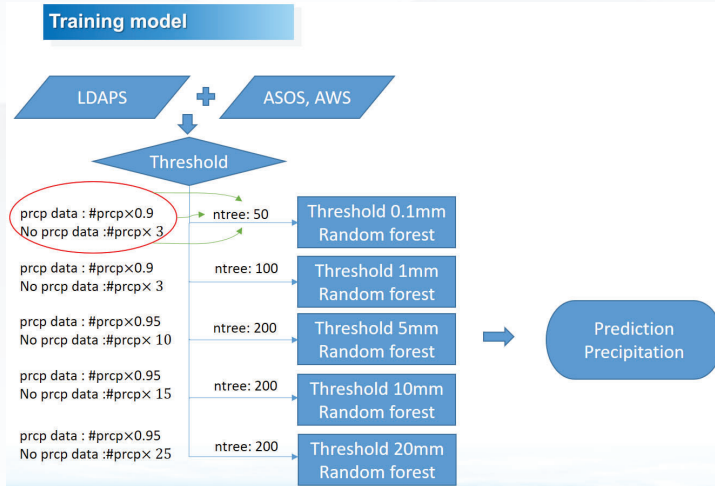 Training model
LDAPS
ASOS, AWS
Threshold
prcp data : #prcp×0.9
No prcp data :#prcp× 3
ntree: 50
Threshold 0.1mm
Random forest
prcp data : #prcp×0.9
No prcp data :#prcp× 3
ntree: 100
Threshold 1mm
Random forest
prcp data : #prcp×0.95
No prcp data :#prcp× 10
ntree: 200
Threshold 5mm
Random forest
prcp data : #prcp×0.95
No prcp data :#prcp× 15
ntree: 200
Threshold 10mm
Random forest
prcp data : #prcp×0.95
No prcp data :#prcp× 25
ntree: 200
Threshold 20mm
Random forest
Prediction
Precipitation